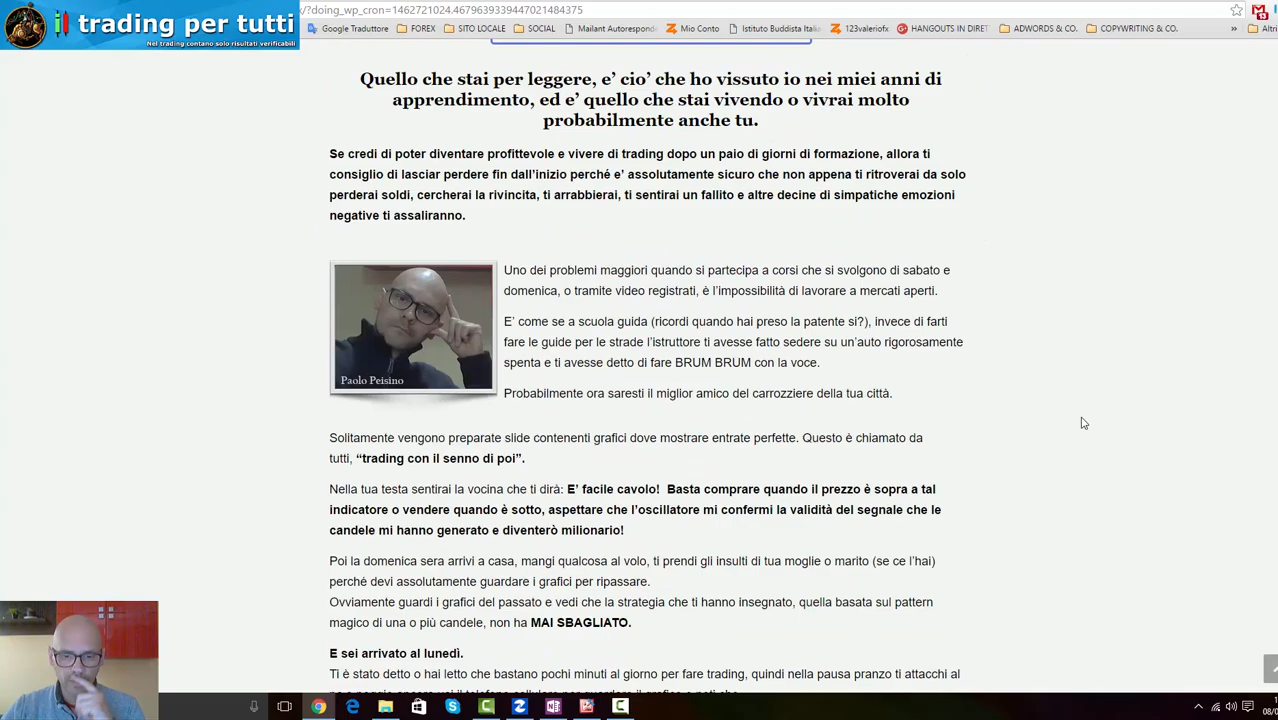 il trading per tutti
Nel trading contano solo risultati verificabili
/?doing_wp_cron=1462721024.4679639339447021484375
Google Traduttore FOREX SITO LOCALE SOCIAL Mailant Autorespond Mio Conto Istituto Buddista Itali 123valeriofx HANGOUTS IN DIRET ADWORDS & CO. COPYWRITING & CO. » Altri
Quello che stai per leggere, e’ cio’ che ho vissuto io nei miei anni di
apprendimento, ed e’ quello che stai vivendo o vivrai molto
probabilmente anche tu.
Se credi di poter diventare profittevole e vivere di trading dopo un paio di giorni di formazione, allora ti
consiglio di lasciar perdere fin dall’inizio perché e’ assolutamente sicuro che non appena ti ritroverai da solo
perderai soldi, cercherai la rivincita, ti arrabbierai, ti sentirai un fallito e altre decine di simpatiche emozioni
negative ti assaliranno.
Uno dei problemi maggiori quando si partecipa a corsi che si svolgono di sabato e
domenica, o tramite video registrati, è l’impossibilità di lavorare a mercati aperti.
E’ come se a scuola guida (ricordi quando hai preso la patente si?), invece di farti
fare le guide per le strade l’istruttore ti avesse fatto sedere su un’auto rigorosamente
spenta e ti avesse detto di fare BRUM BRUM con la voce.
Paolo Peisino
Probabilmente ora saresti il miglior amico del carrozziere della tua città.
Solitamente vengono preparate slide contenenti grafici dove mostrare entrate perfette. Questo è chiamato da
tutti, “trading con il senno di poi”.
Nella tua testa sentirai la vocina che ti dirà: E’ facile cavolo! Basta comprare quando il prezzo è sopra a tal
indicatore o vendere quando è sotto, aspettare che l’oscillatore mi confermi la validità del segnale che le
candele mi hanno generato e diventerò milionario!
Poi la domenica sera arrivi a casa, mangi qualcosa al volo, ti prendi gli insulti di tua moglie o marito (se ce l’hai)
perché devi assolutamente guardare i grafici per ripassare.
Ovviamente guardi i grafici del passato e vedi che la strategia che ti hanno insegnato, quella basata sul pattern
magico di una o più candele, non ha MAI SBAGLIATO.
E sei arrivato al lunedì.
Ti è stato detto o hai letto che bastano pochi minuti al giorno per fare trading, quindi nella pausa pranzo ti attacchi al